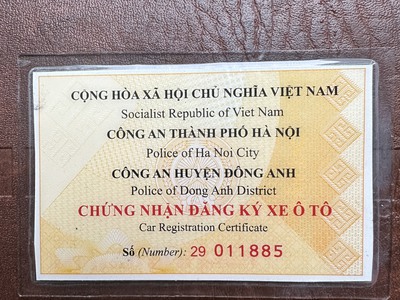 CỘNG HÒA XÃ HỘI CHỦ NGHĨA VIỆT NAM
Socialist Republic of Viet Nam
CÔNG AN THÀNH PHỐ HÀ NỘI
Police of Ha Noi City
CÔNG AN HUYỆN ĐÔNG ANH
Police of Dong Anh District
CHỨNG NHẬN ĐĂNG KÝ XE Ô TÔ
Car Registration Certificate
Số (Number): 29 011885